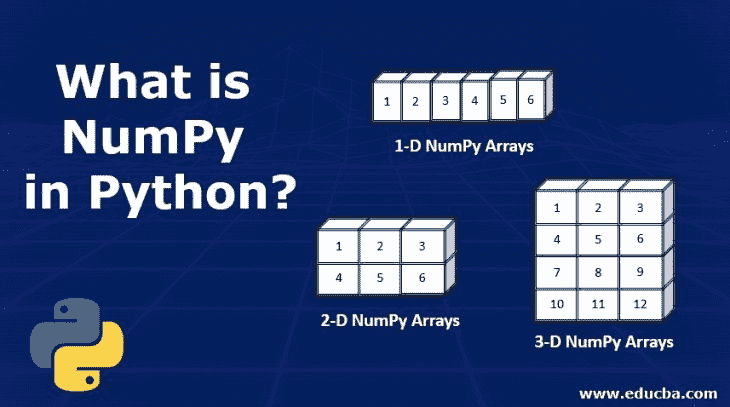 What is
NumPy
in Python?
1 2 3 4 5 6
1-D NumPy Arrays
1 2 3
4 5 6
2-D NumPy Arrays
1 2 3
4 5 6
7 8 9
10 11 12
3-D NumPy Arrays
www.educba.com